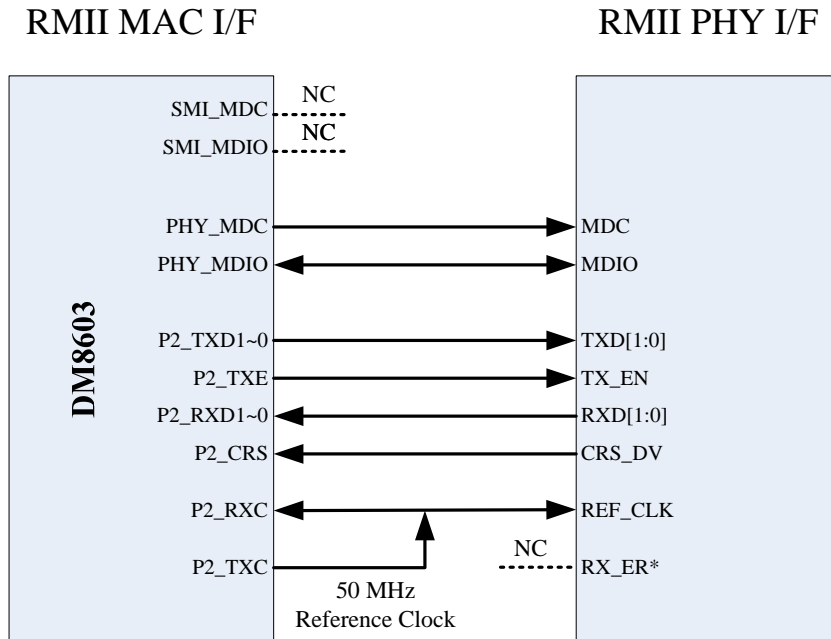 RMII MAC I/F
RMII PHY I/F
SMI_MDC
NC
SMI_MDIO
NC
PHY_MDC
MDC
PHY_MDIO
MDIO
DM8603
P2_TXD1~0
TXD[1:0]
P2_TXE
TX_EN
P2_RXD1~0
RXD[1:0]
P2_CRS
CRS_DV
P2_RXC
REF_CLK
P2_TXC
NC
RX_ER*
50 MHz
Reference Clock